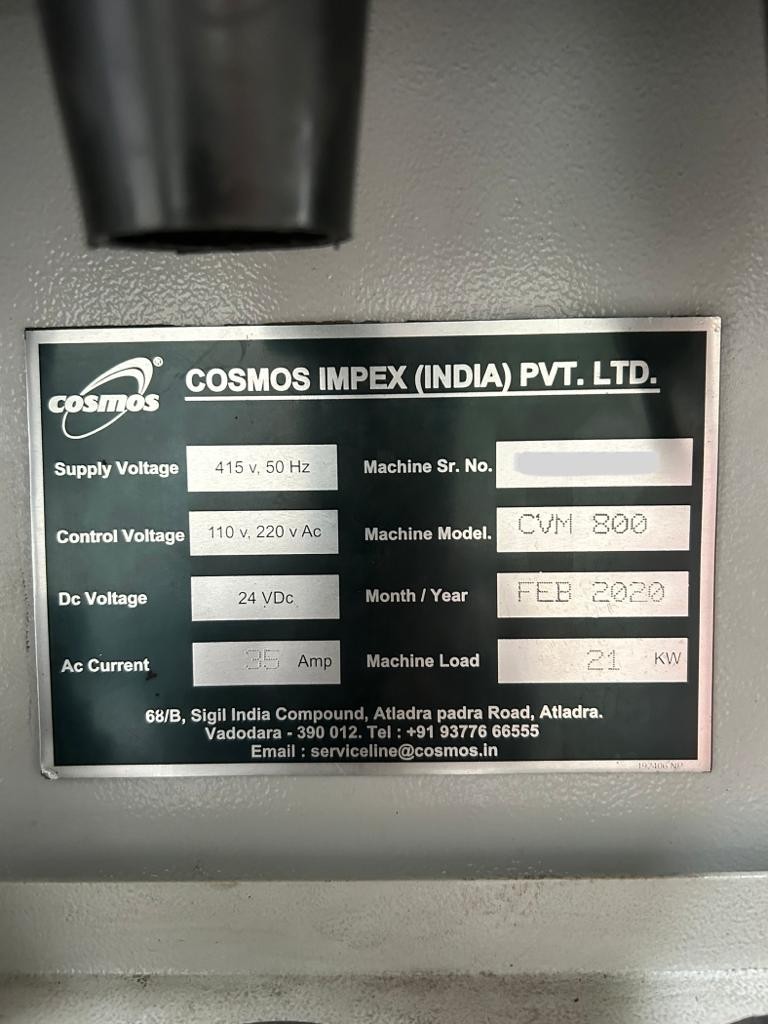 cosmos®
COSMOS IMPEX (INDIA) PVT. LTD.
Supply Voltage 415 v, 50 Hz Machine Sr. No.
Control Voltage 110 v, 220 v Ac Machine Model. CVM 800
Dc Voltage 24 VDc Month / Year FEB 2020
Ac Current 35 Amp Machine Load 21 KW
68/B, Sigil India Compound, Atladra padra Road, Atladra.
Vadodara - 390 012. Tel : +91 93776 66555
Email : serviceline@cosmos.in